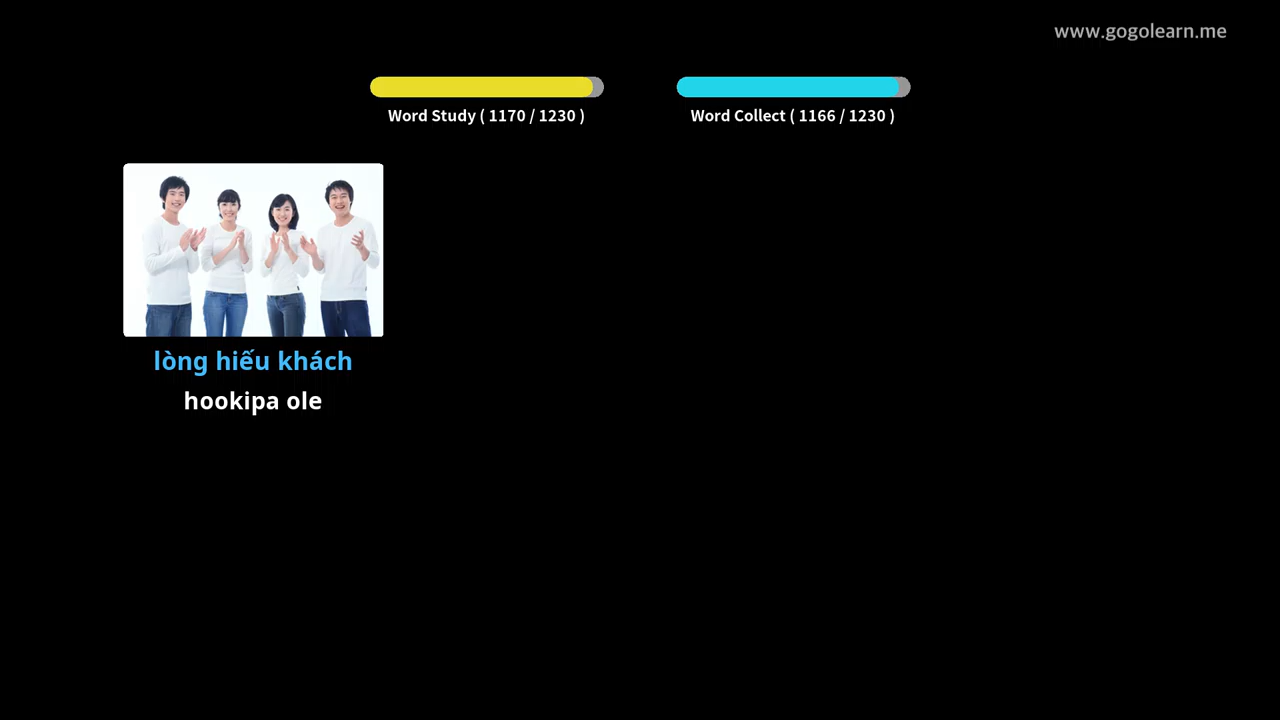 www.gogolearn.me
Word Study ( 1170 / 1230 )
Word Collect ( 1166 / 1230 )
lòng hiếu khách
hookipa ole